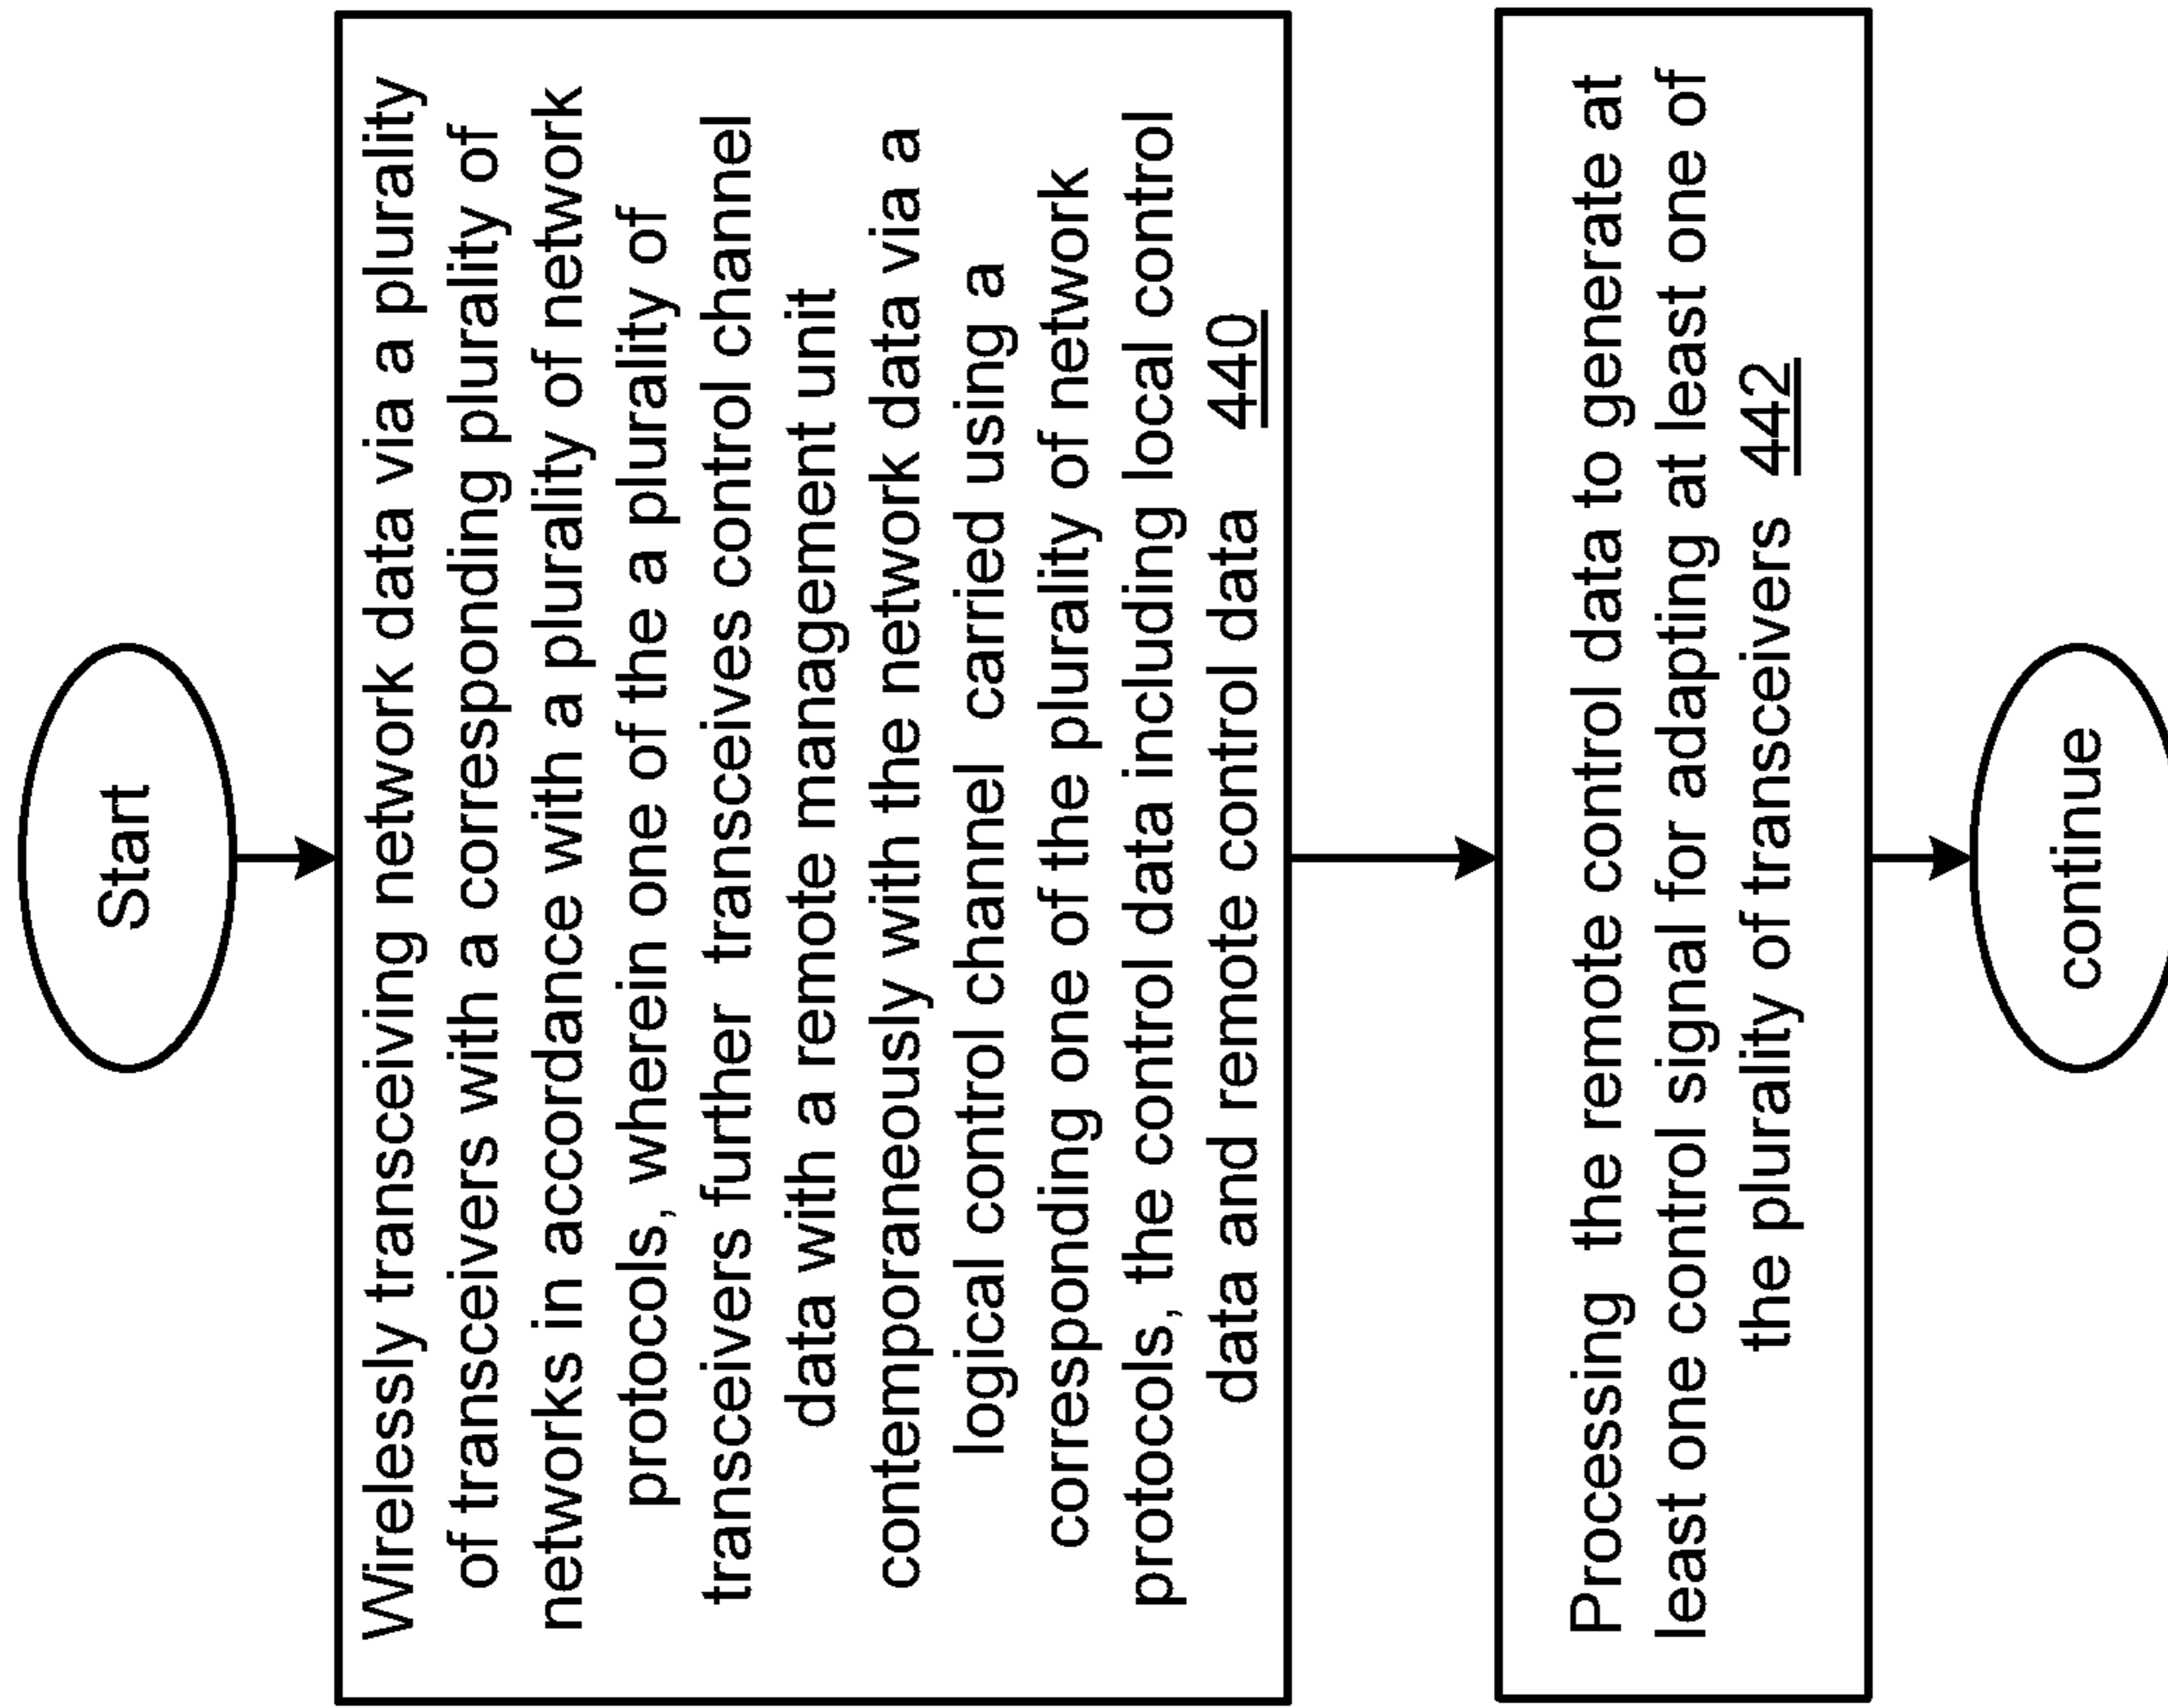 Start
Wirelessly transceiving network data via a plurality
of transceivers with a corresponding plurality of
networks in accordance with a plurality of network
protocols, wherein one of the a plurality of
transceivers further transceives control channel
data with a remote management unit
contemporaneously with the network data via a
logical control channel carried using a
corresponding one of the plurality of network
protocols, the control data including local control
data and remote control data 440
Processing the remote control data to generate at
least one control signal for adapting at least one of
the plurality of transceivers 442
continue